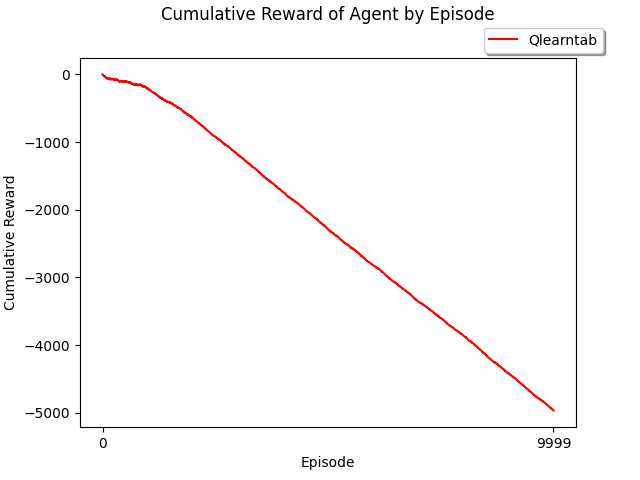 Cumulative Reward of Agent by Episode
Qlearntab
0
−1000
−2000
−3000
−4000
−5000
Cumulative Reward
0
9999
Episode